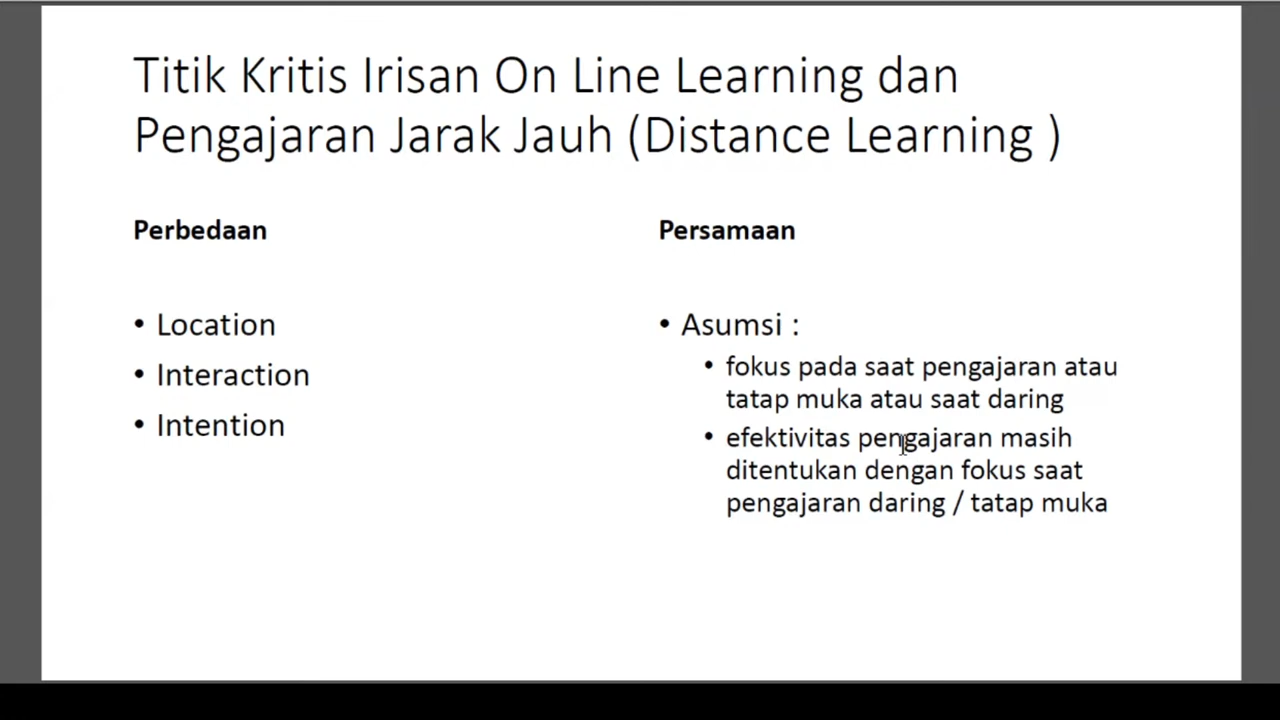 Titik Kritis Irisan On Line Learning dan
Pengajaran Jarak Jauh (Distance Learning )
Perbedaan
• Location
• Interaction
• Intention
Persamaan
• Asumsi :
• fokus pada saat pengajaran atau
tatap muka atau saat daring
• efektivitas pengajaran masih
ditentukan dengan fokus saat
pengajaran daring / tatap muka